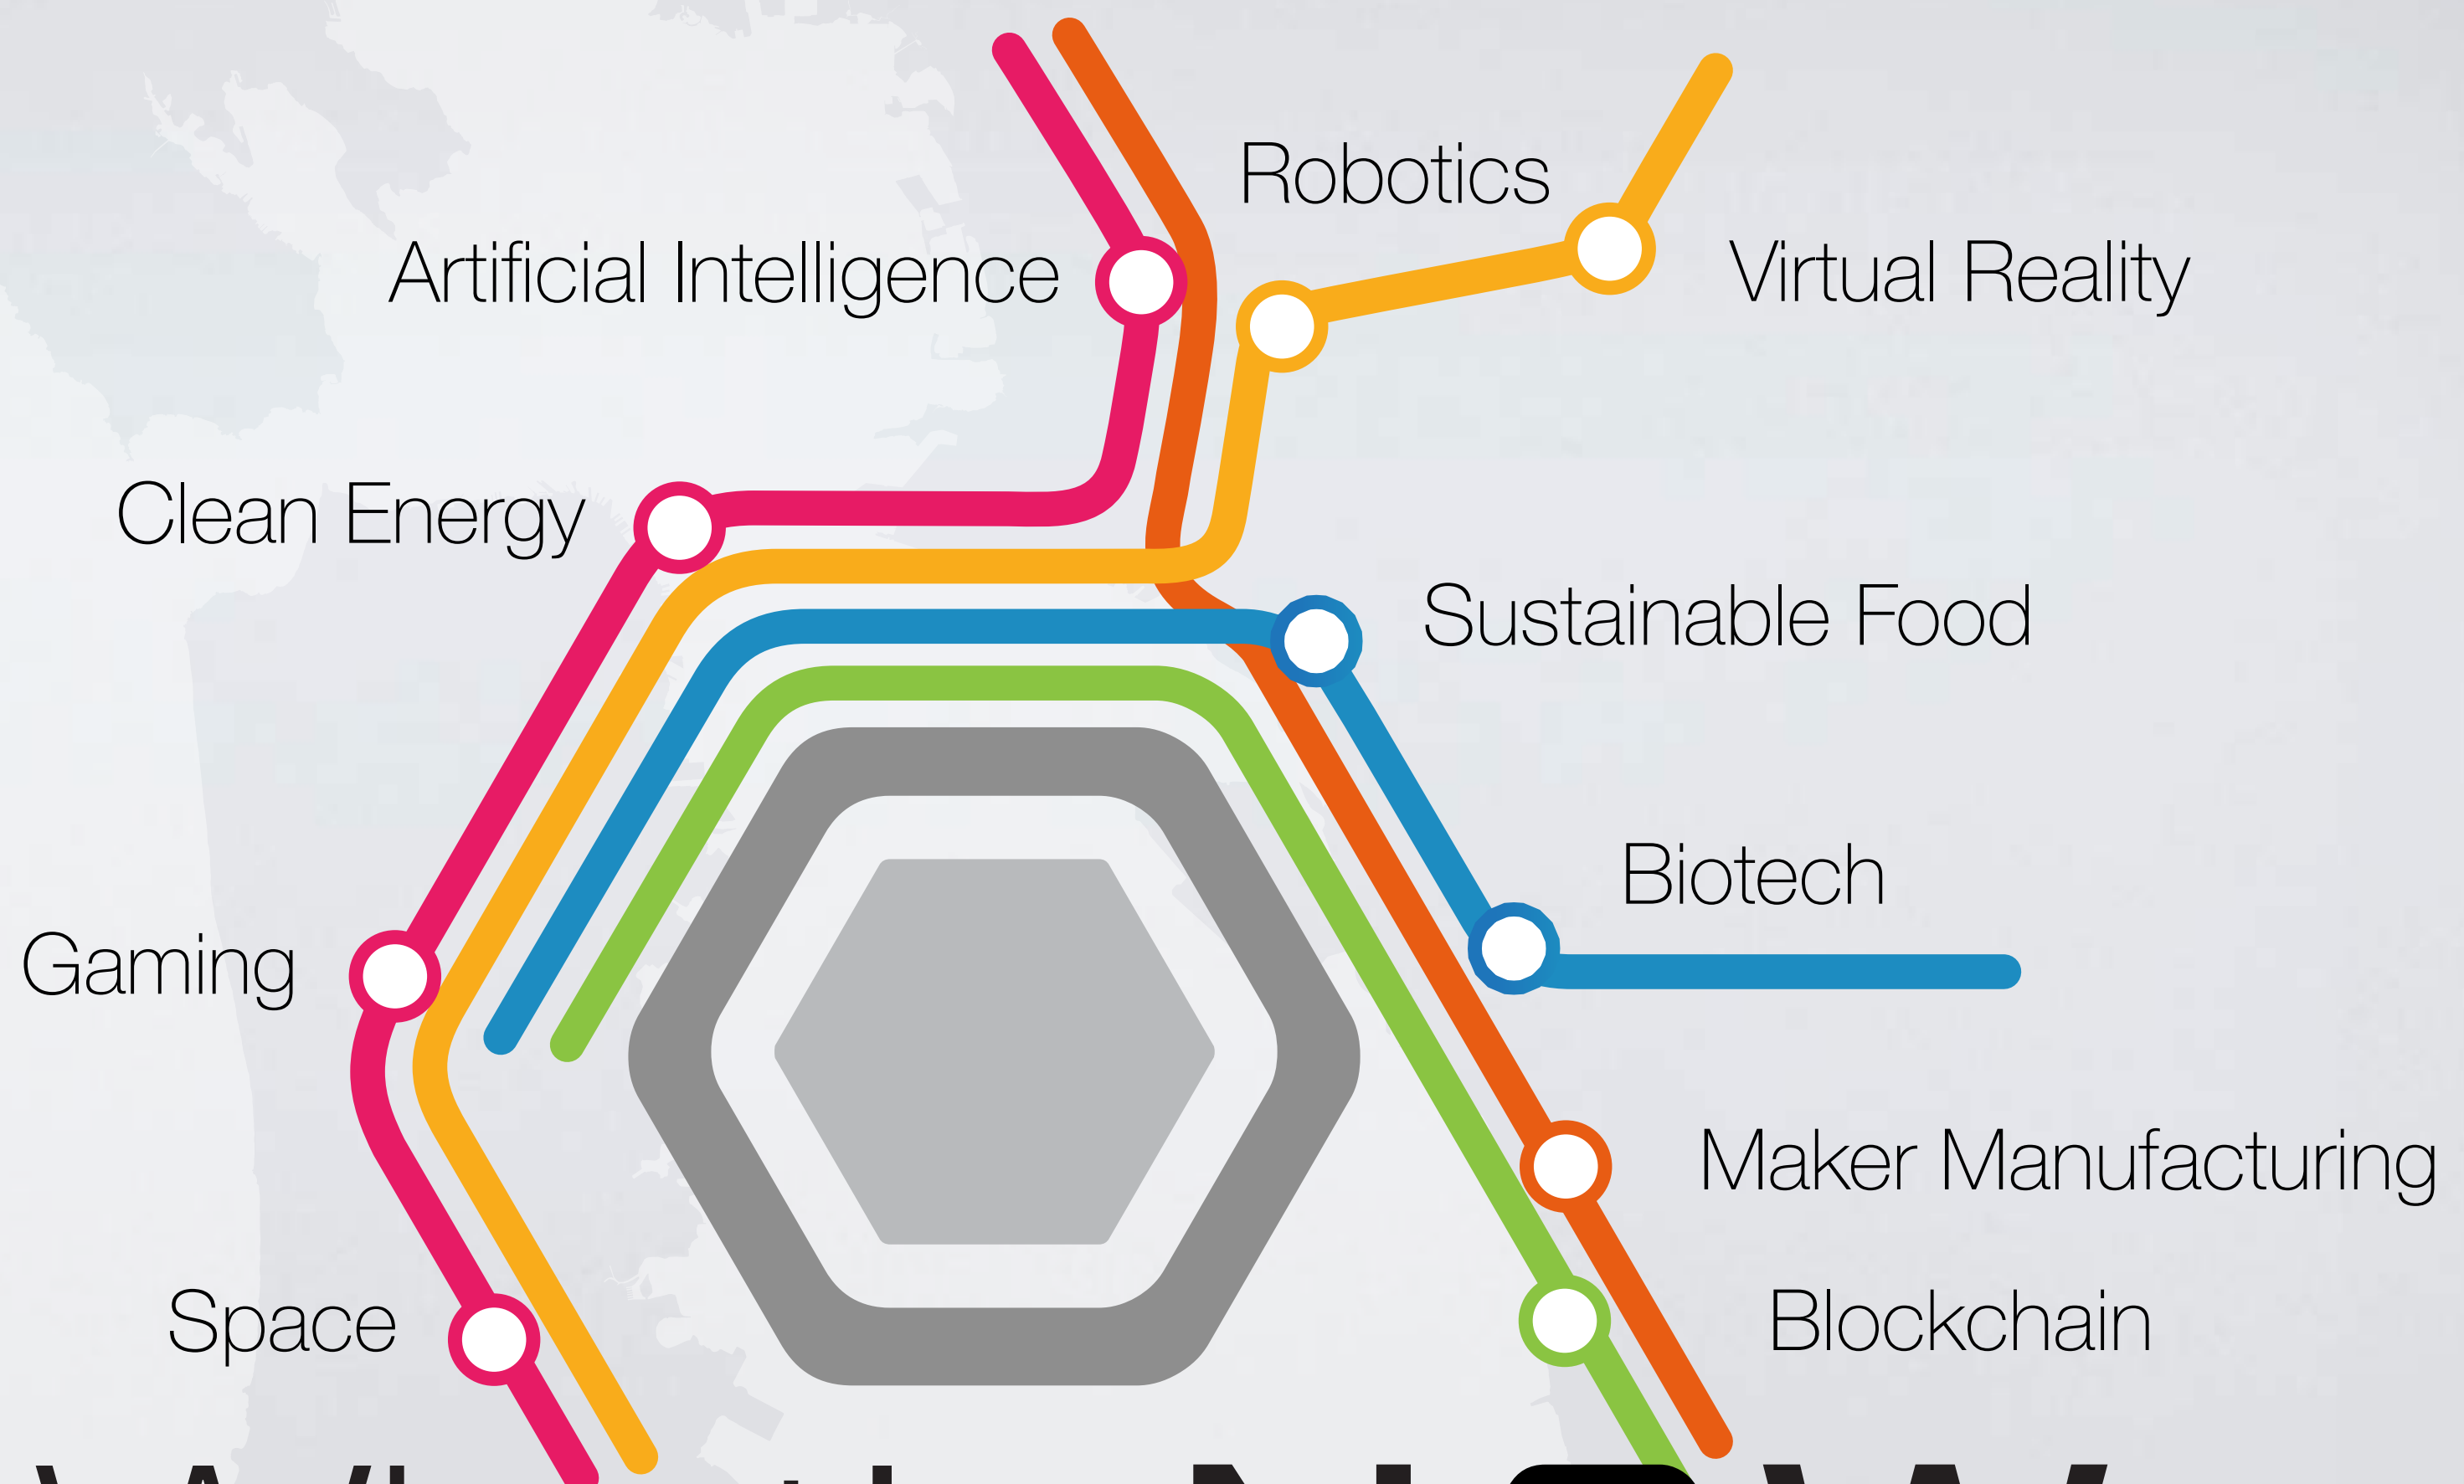 Robotics
Artificial Intelligence
Virtual Reality
Clean Energy
Sustainable Food
Biotech
Gaming
Maker Manufacturing
Space
Blockchain